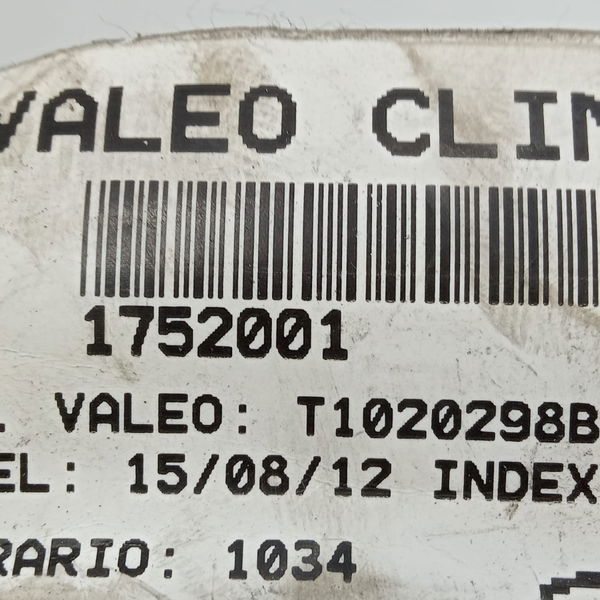 VALEO CLIM
1752001
. VALEO: T1020298B
EL: 15/08/12 INDEX
RARIO: 1034